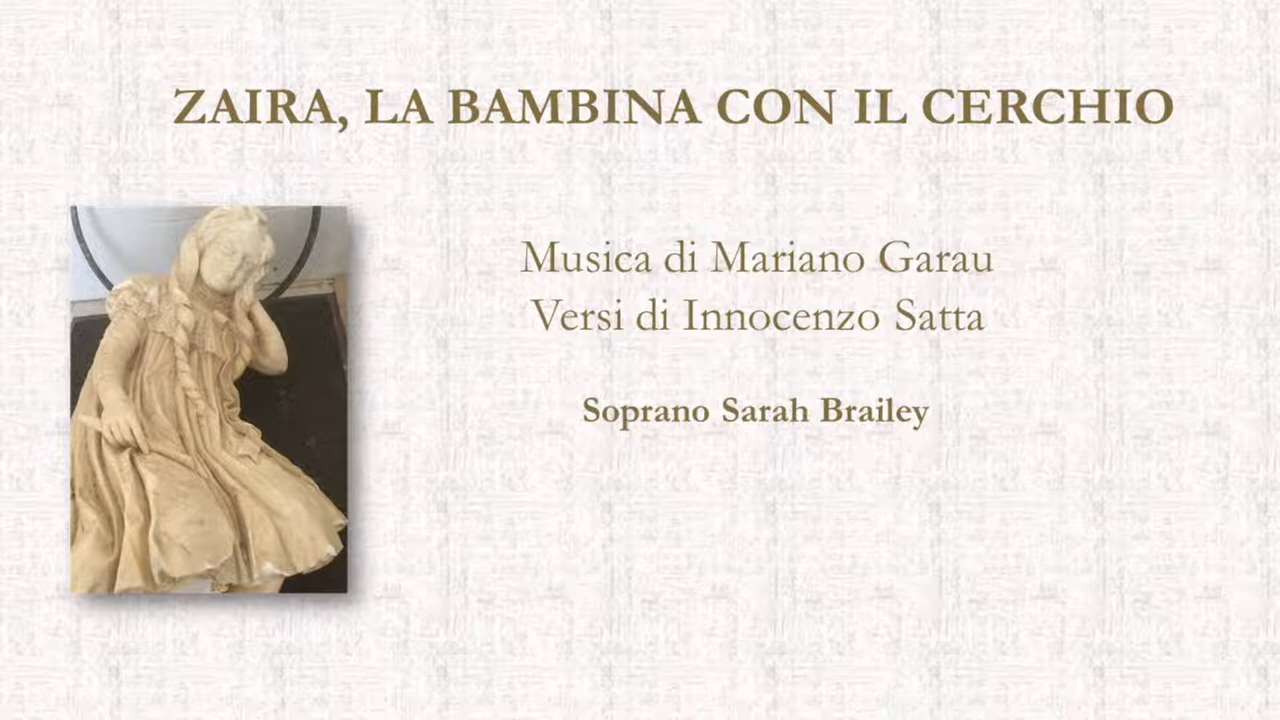 ZAIRA, LA BAMBINA CON IL CERCHIO
Musica di Mariano Garau
Versi di Innocenzo Satta
Soprano Sarah Brailey